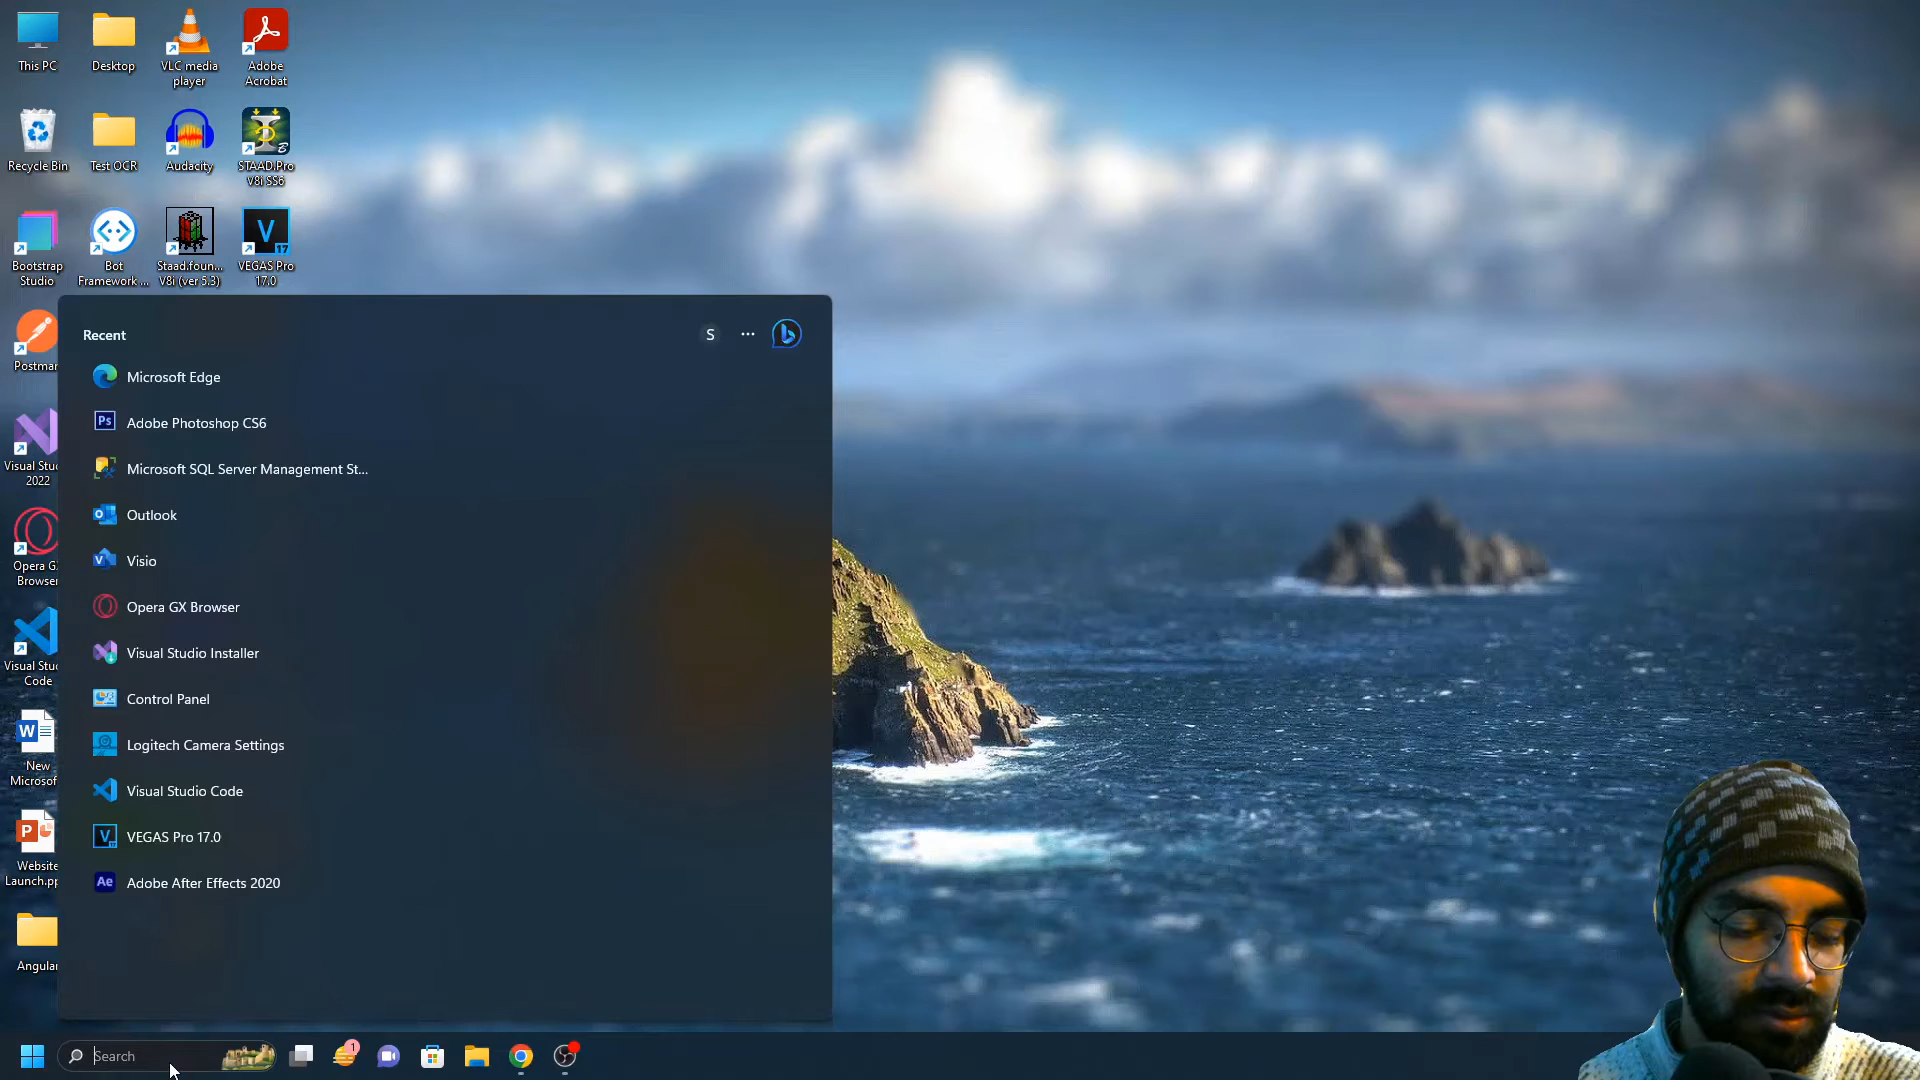 This PC
Desktop
VLC media
player
Adobe
Acrobat
Recycle Bin
Test OCR
Audacity
STAAD.Pro
V8i SS6
Bootstrap
Studio
Bot
Framework ...
Staad.foun...
V8i (ver 5.3)
VEGAS Pro
17.0
Postman
Visual Stu
2022
Opera G
Browser
Visual Stu
Code
New
Microsof
Website
Launch.pp
Angular
Recent
S
Microsoft Edge
Adobe Photoshop CS6
Microsoft SQL Server Management St...
Outlook
Visio
Opera GX Browser
Visual Studio Installer
Control Panel
Logitech Camera Settings
Visual Studio Code
VEGAS Pro 17.0
Adobe After Effects 2020
Search
1